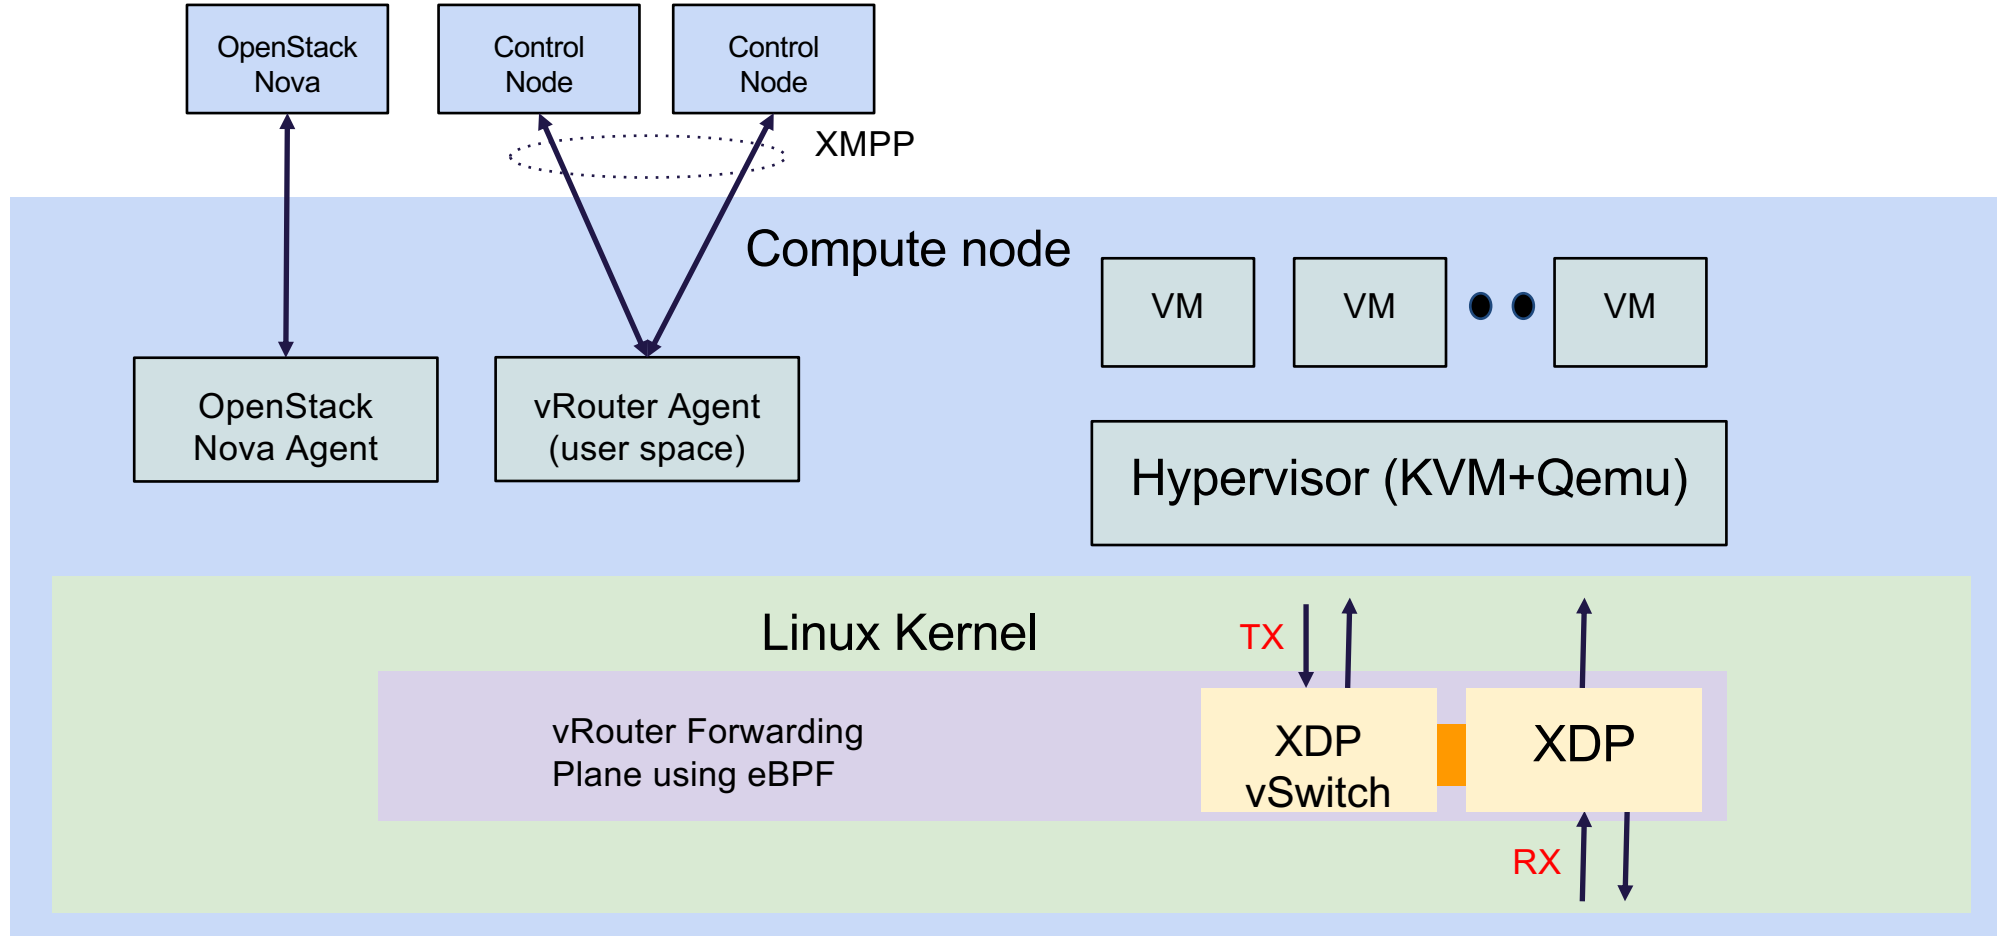 OpenStack
Nova
Control
Node
Control
Node
XMPP
Compute node
VM
VM
VM
OpenStack
Nova Agent
vRouter Agent
(user space)
Hypervisor (KVM+Qemu)
Linux Kernel
TX
vRouter Forwarding
Plane using eBPF
XDP
vSwitch
XDP
RX